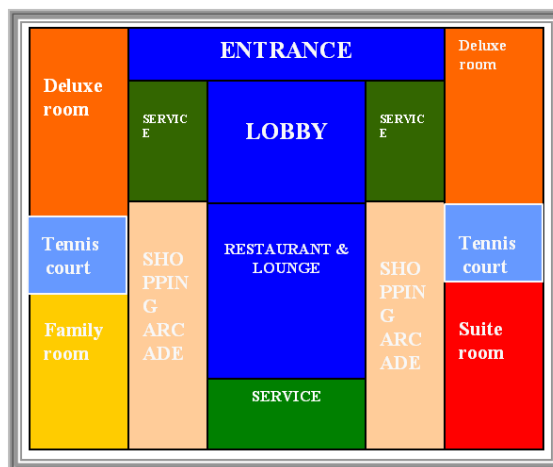 ENTRANCE
Deluxe
room
Deluxe
room
SERVIC
E
LOBBY
SERVIC
E
Tennis
court
SHO
PPIN
G
ARC
ADE
RESTAURANT &
LOUNGE
SHO
PPIN
G
ARC
ADE
Tennis
court
Family
room
Suite
room
SERVICE